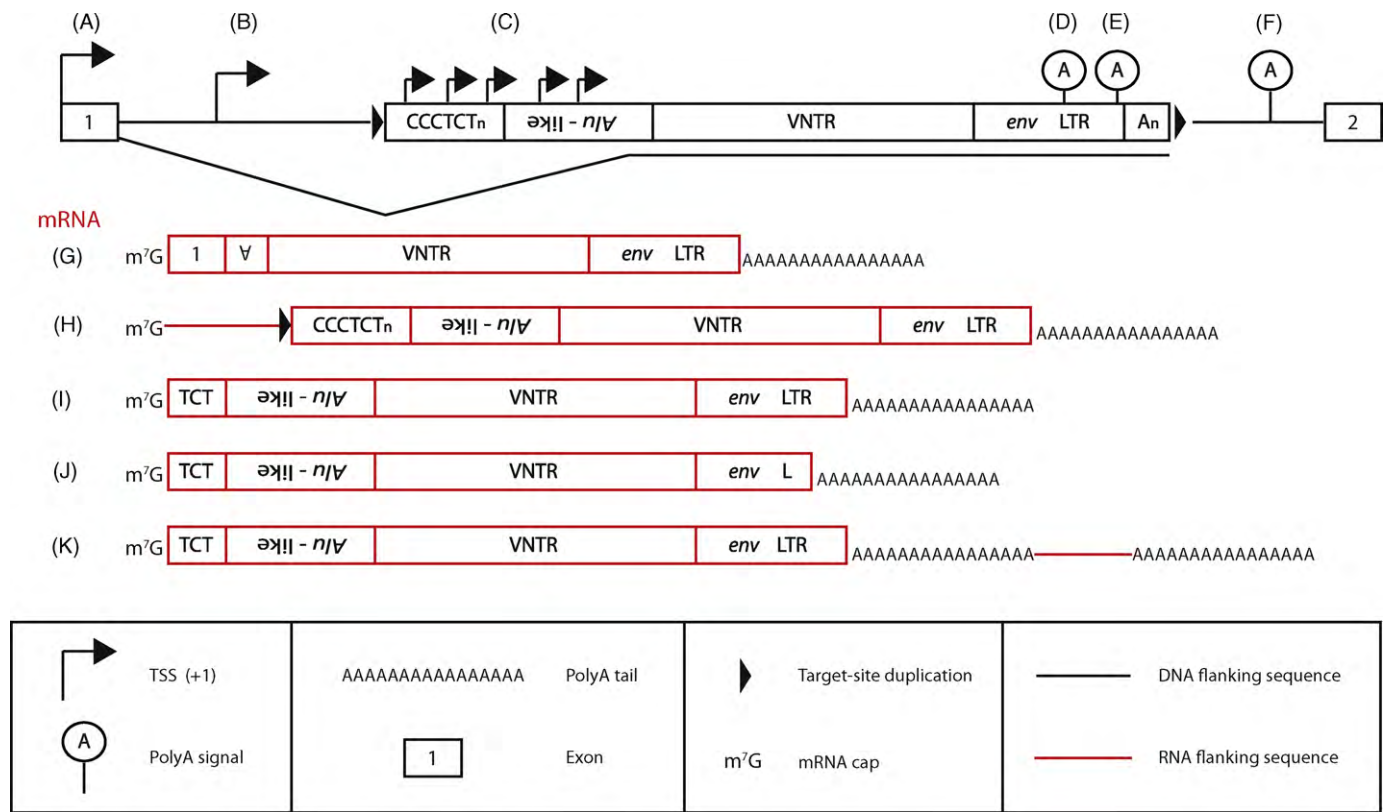 (A) (B) (C) (D) (E) (F)
A A A
1 CCCTCTn Alu - like VNTR env LTR An 2
mRNA
(G) m⁷G 1 A VNTR env LTR AAAAAAAAAAAAAAAA
(H) m⁷G CCCTCTn Alu - like VNTR env LTR AAAAAAAAAAAAAAAA
(I) m⁷G TCT Alu - like VNTR env LTR AAAAAAAAAAAAAAAA
(J) m⁷G TCT Alu - like VNTR env L AAAAAAAAAAAAAAAA
(K) m⁷G TCT Alu - like VNTR env LTR AAAAAAAAAAAAAAAA AAAAAAAAAAAAAAAA
TSS (+1) AAAAAAAAAAAAAAAA PolyA tail Target-site duplication DNA flanking sequence
A PolyA signal 1 Exon m⁷G mRNA cap RNA flanking sequence